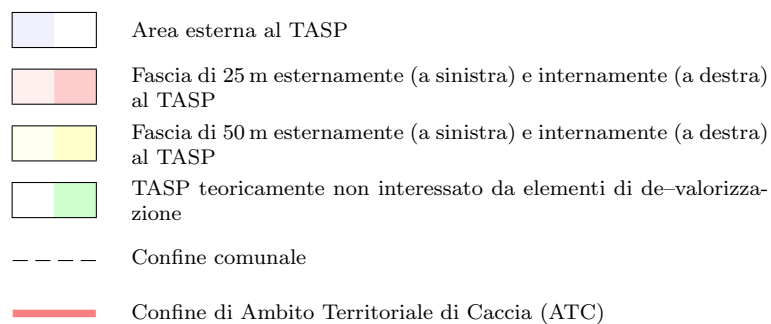 Area esterna al TASP
Fascia di 25 m esternamente (a sinistra) e internamente (a destra)
al TASP
Fascia di 50 m esternamente (a sinistra) e internamente (a destra)
al TASP
TASP teoricamente non interessato da elementi di de–valorizza-
zione
Confine comunale
Confine di Ambito Territoriale di Caccia (ATC)